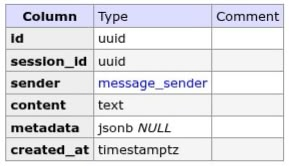 Column Type Comment
id uuid
session_id uuid
sender message_sender
content text
metadata jsonb NULL
created_at timestamptz